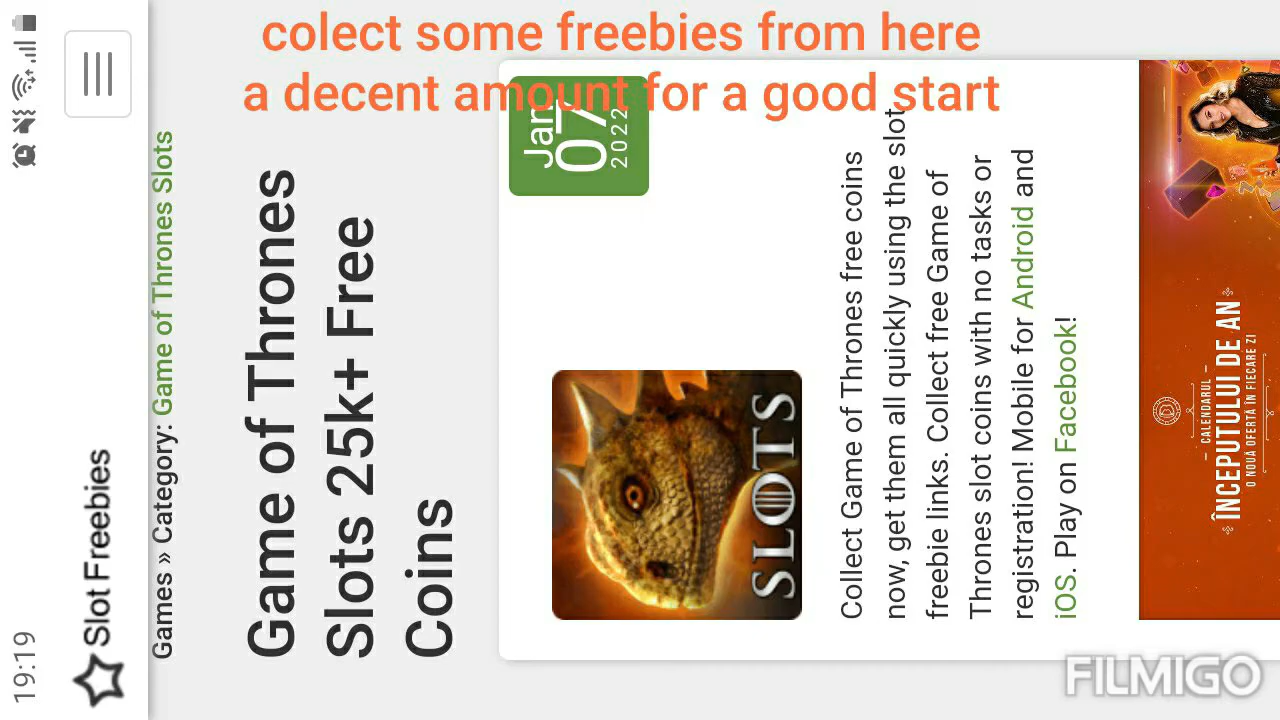 colect some freebies from here
a decent amount for a good start
19:19
Slot Freebies
Games » Category: Game of Thrones Slots
Game of Thrones
Slots 25k+ Free
Coins
Jan
07
2022
SLOTS
Collect Game of Thrones free coins
now, get them all quickly using the slot
freebie links. Collect free Game of
Thrones slot coins with no tasks or
registration! Mobile for Android and
iOS. Play on Facebook!
– CALENDARUL –
ÎNCEPUTULUI DE AN
O NOUĂ OFERTĂ ÎN FIECARE ZI
FILMIGO